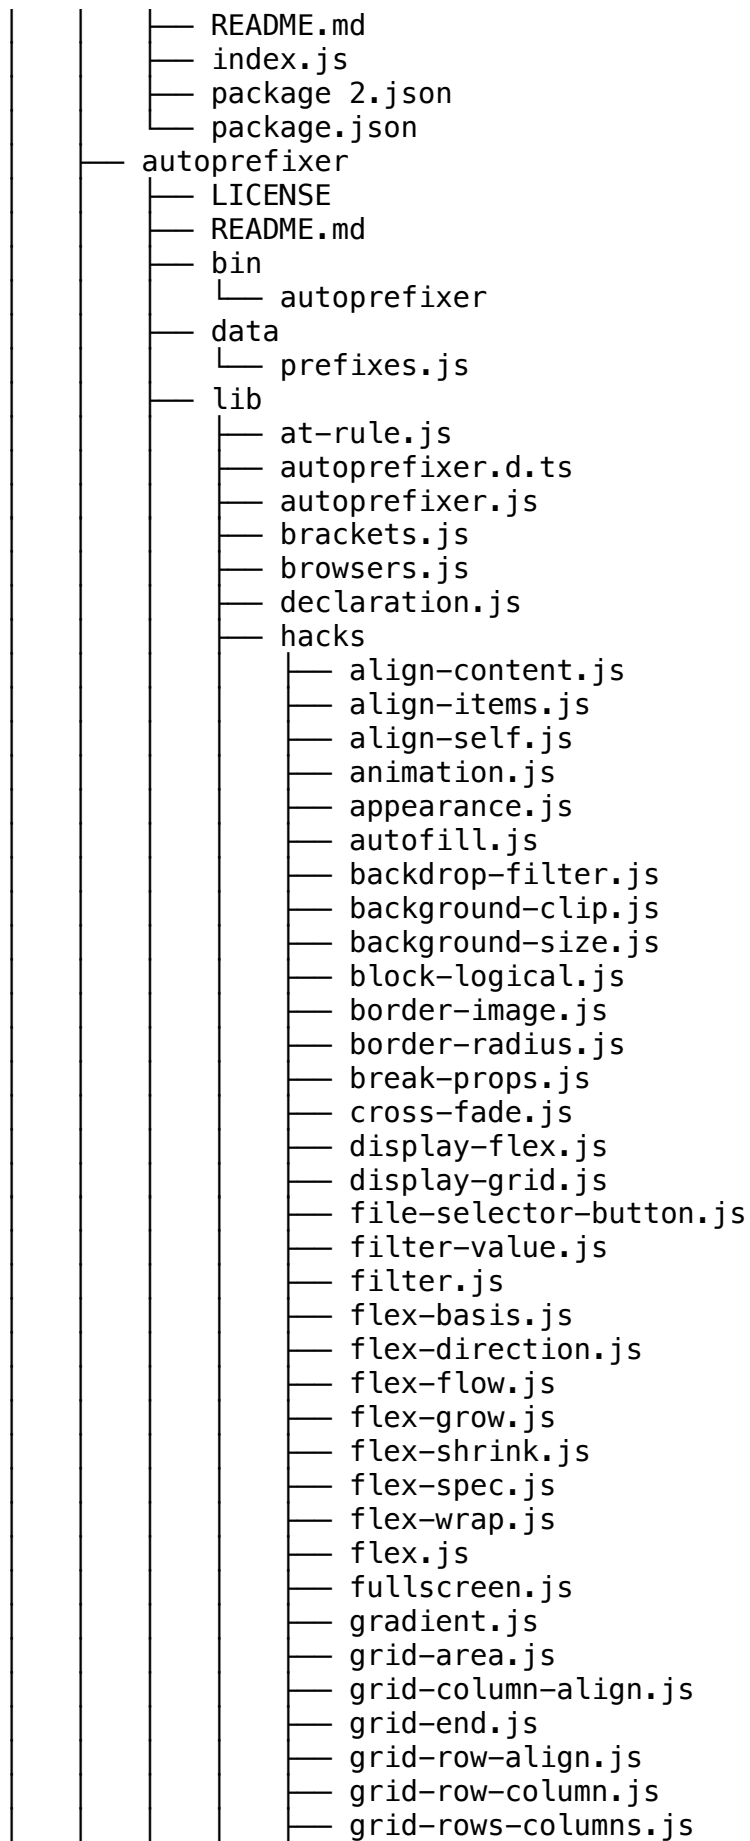 │   │   ├── README.md
│   │   ├── index.js
│   │   ├── package 2.json
│   │   └── package.json
│   ├── autoprefixer
│   │   ├── LICENSE
│   │   ├── README.md
│   │   ├── bin
│   │   │   └── autoprefixer
│   │   ├── data
│   │   │   └── prefixes.js
│   │   ├── lib
│   │   │   ├── at-rule.js
│   │   │   ├── autoprefixer.d.ts
│   │   │   ├── autoprefixer.js
│   │   │   ├── brackets.js
│   │   │   ├── browsers.js
│   │   │   ├── declaration.js
│   │   │   ├── hacks
│   │   │   │   ├── align-content.js
│   │   │   │   ├── align-items.js
│   │   │   │   ├── align-self.js
│   │   │   │   ├── animation.js
│   │   │   │   ├── appearance.js
│   │   │   │   ├── autofill.js
│   │   │   │   ├── backdrop-filter.js
│   │   │   │   ├── background-clip.js
│   │   │   │   ├── background-size.js
│   │   │   │   ├── block-logical.js
│   │   │   │   ├── border-image.js
│   │   │   │   ├── border-radius.js
│   │   │   │   ├── break-props.js
│   │   │   │   ├── cross-fade.js
│   │   │   │   ├── display-flex.js
│   │   │   │   ├── display-grid.js
│   │   │   │   ├── file-selector-button.js
│   │   │   │   ├── filter-value.js
│   │   │   │   ├── filter.js
│   │   │   │   ├── flex-basis.js
│   │   │   │   ├── flex-direction.js
│   │   │   │   ├── flex-flow.js
│   │   │   │   ├── flex-grow.js
│   │   │   │   ├── flex-shrink.js
│   │   │   │   ├── flex-spec.js
│   │   │   │   ├── flex-wrap.js
│   │   │   │   ├── flex.js
│   │   │   │   ├── fullscreen.js
│   │   │   │   ├── gradient.js
│   │   │   │   ├── grid-area.js
│   │   │   │   ├── grid-column-align.js
│   │   │   │   ├── grid-end.js
│   │   │   │   ├── grid-row-align.js
│   │   │   │   ├── grid-row-column.js
│   │   │   │   ├── grid-rows-columns.js